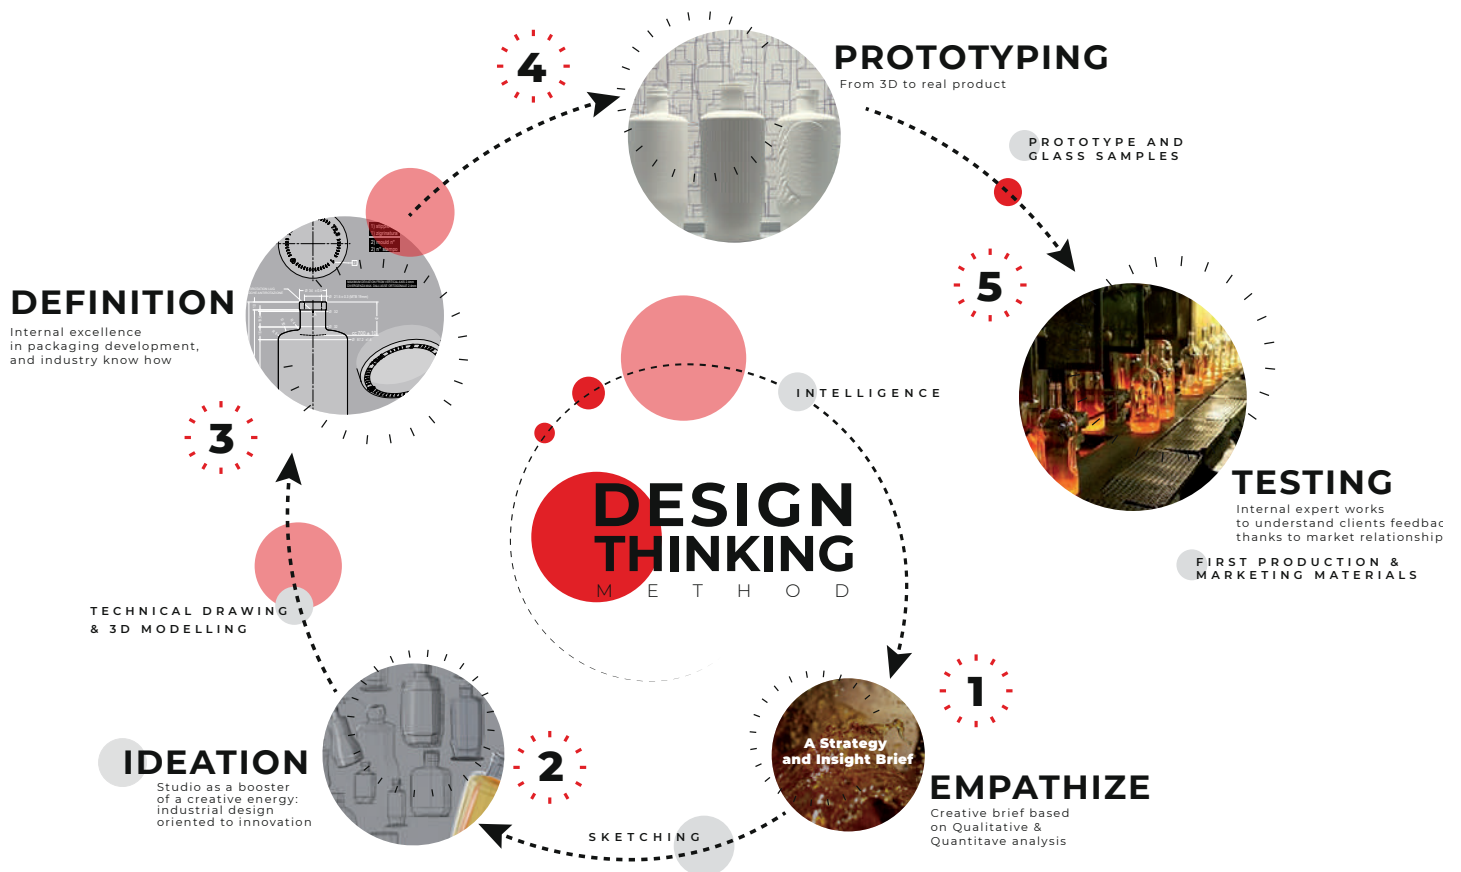 4
PROTOTYPING
From 3D to real product
PROTOTYPE AND
GLASS SAMPLES
5
DEFINITION
Internal excellence
in packaging development,
and industry know how
3
INTELLIGENCE
DESIGN
THINKING
METHOD
TESTING
Internal expert works
to understand clients feedbac
thanks to market relationship
FIRST PRODUCTION &
MARKETING MATERIALS
TECHNICAL DRAWING
& 3D MODELLING
1
A Strategy
and Insight Brief
EMPATHIZE
Creative brief based
on Qualitative &
Quantitave analysis
2
IDEATION
Studio as a booster
of a creative energy:
industrial design
oriented to innovation
SKETCHING